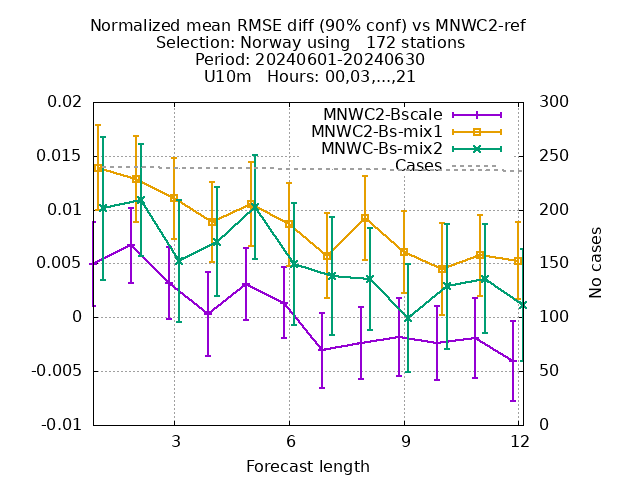 Normalized mean RMSE diff (90% conf) vs MNWC2-ref
Selection: Norway using   172 stations
Period: 20240601-20240630
U10m   Hours: 00,03,...,21
MNWC2-Bscale
MNWC2-Bs-mix1
MNWC-Bs-mix2
Cases
0.02
0.015
0.01
0.005
0
-0.005
-0.01
300
250
200
150
100
50
0
No cases
3
6
9
12
Forecast length